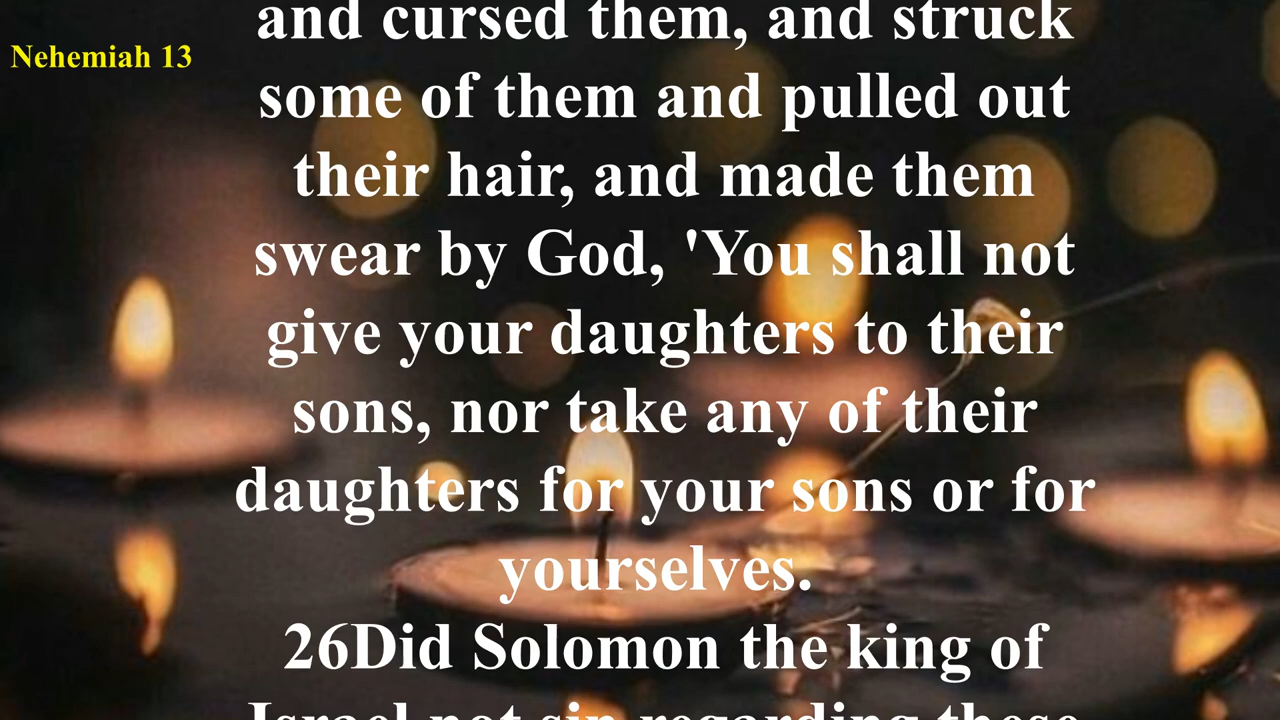 Nehemiah 13
and cursed them, and struck
some of them and pulled out
their hair, and made them
swear by God, 'You shall not
give your daughters to their
sons, nor take any of their
daughters for your sons or for
yourselves.
26Did Solomon the king of
Israel not sin regarding these